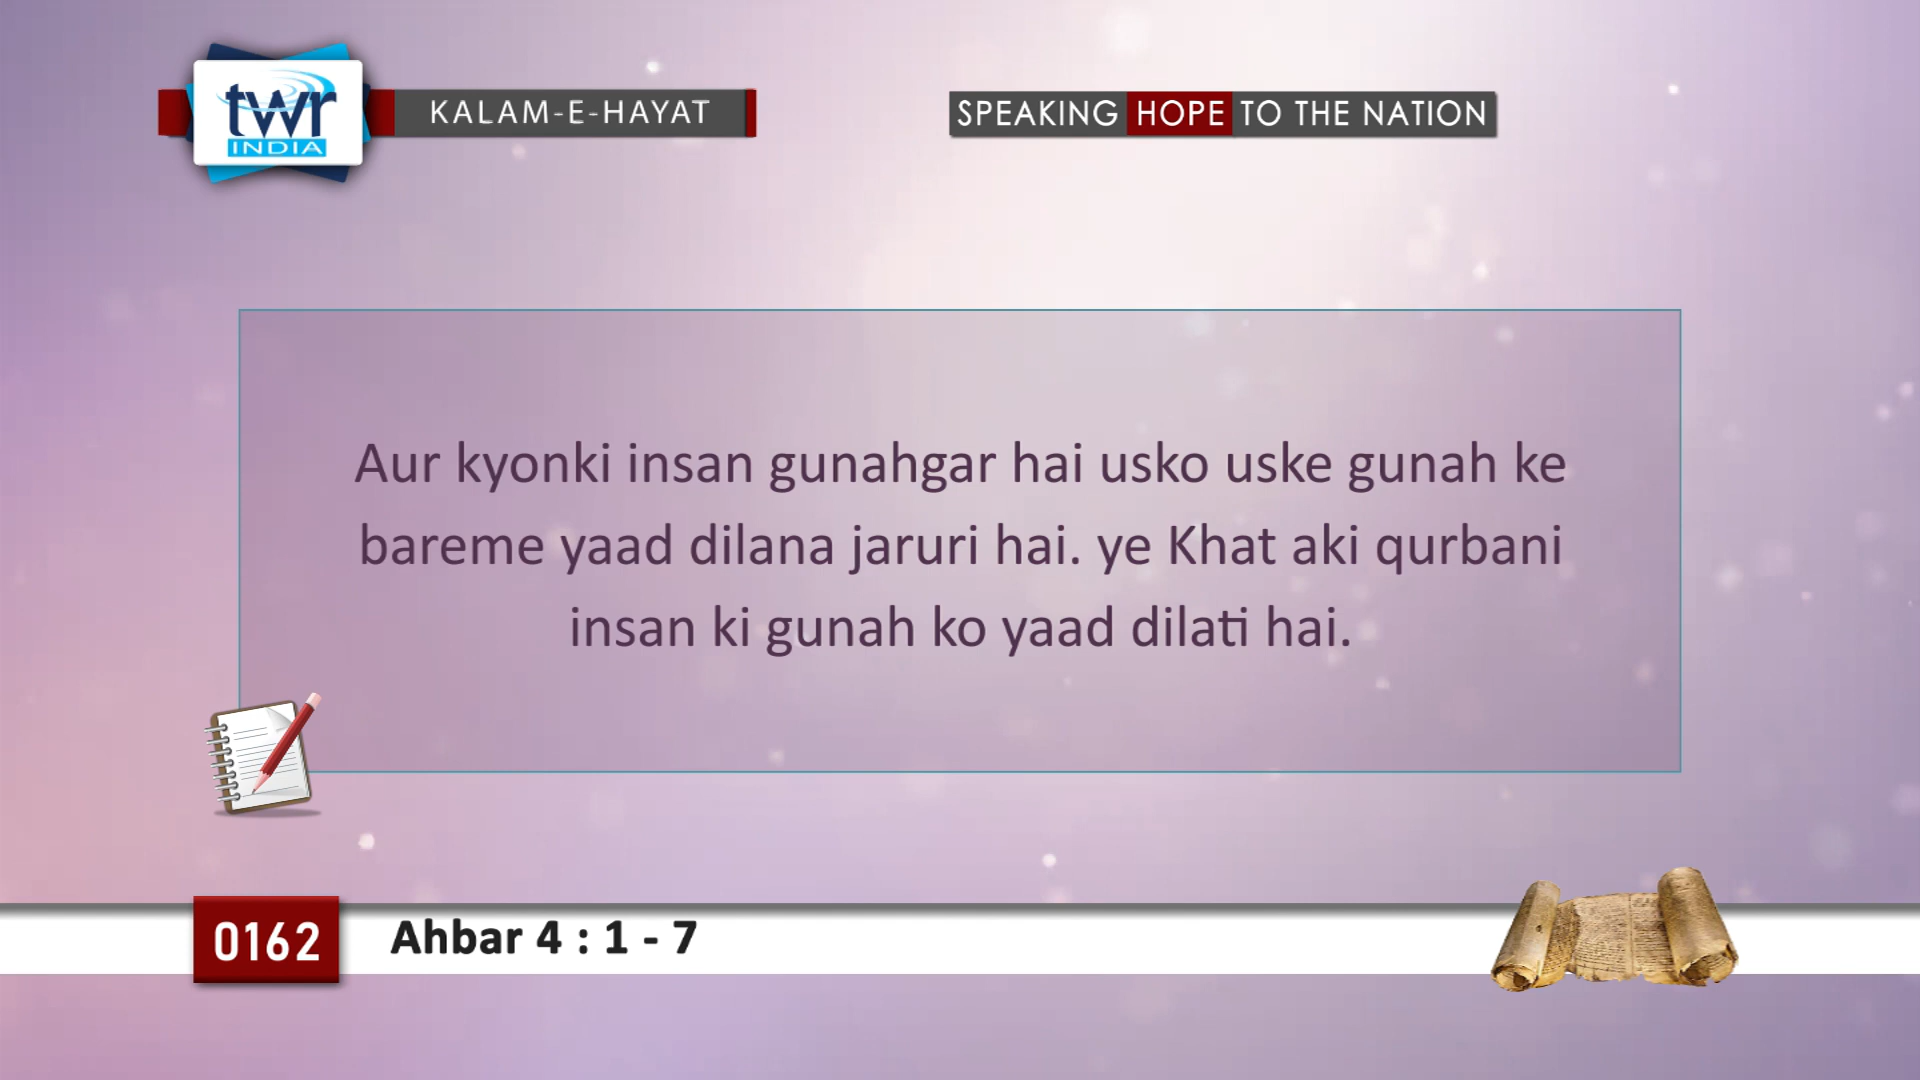 twr
INDIA
KALAM-E-HAYAT
SPEAKING HOPE TO THE NATION
Aur kyonki insan gunahgar hai usko uske gunah ke
bareme yaad dilana jaruri hai. ye Khat aki qurbani
insan ki gunah ko yaad dilati hai.
0162
Ahbar 4 : 1 - 7